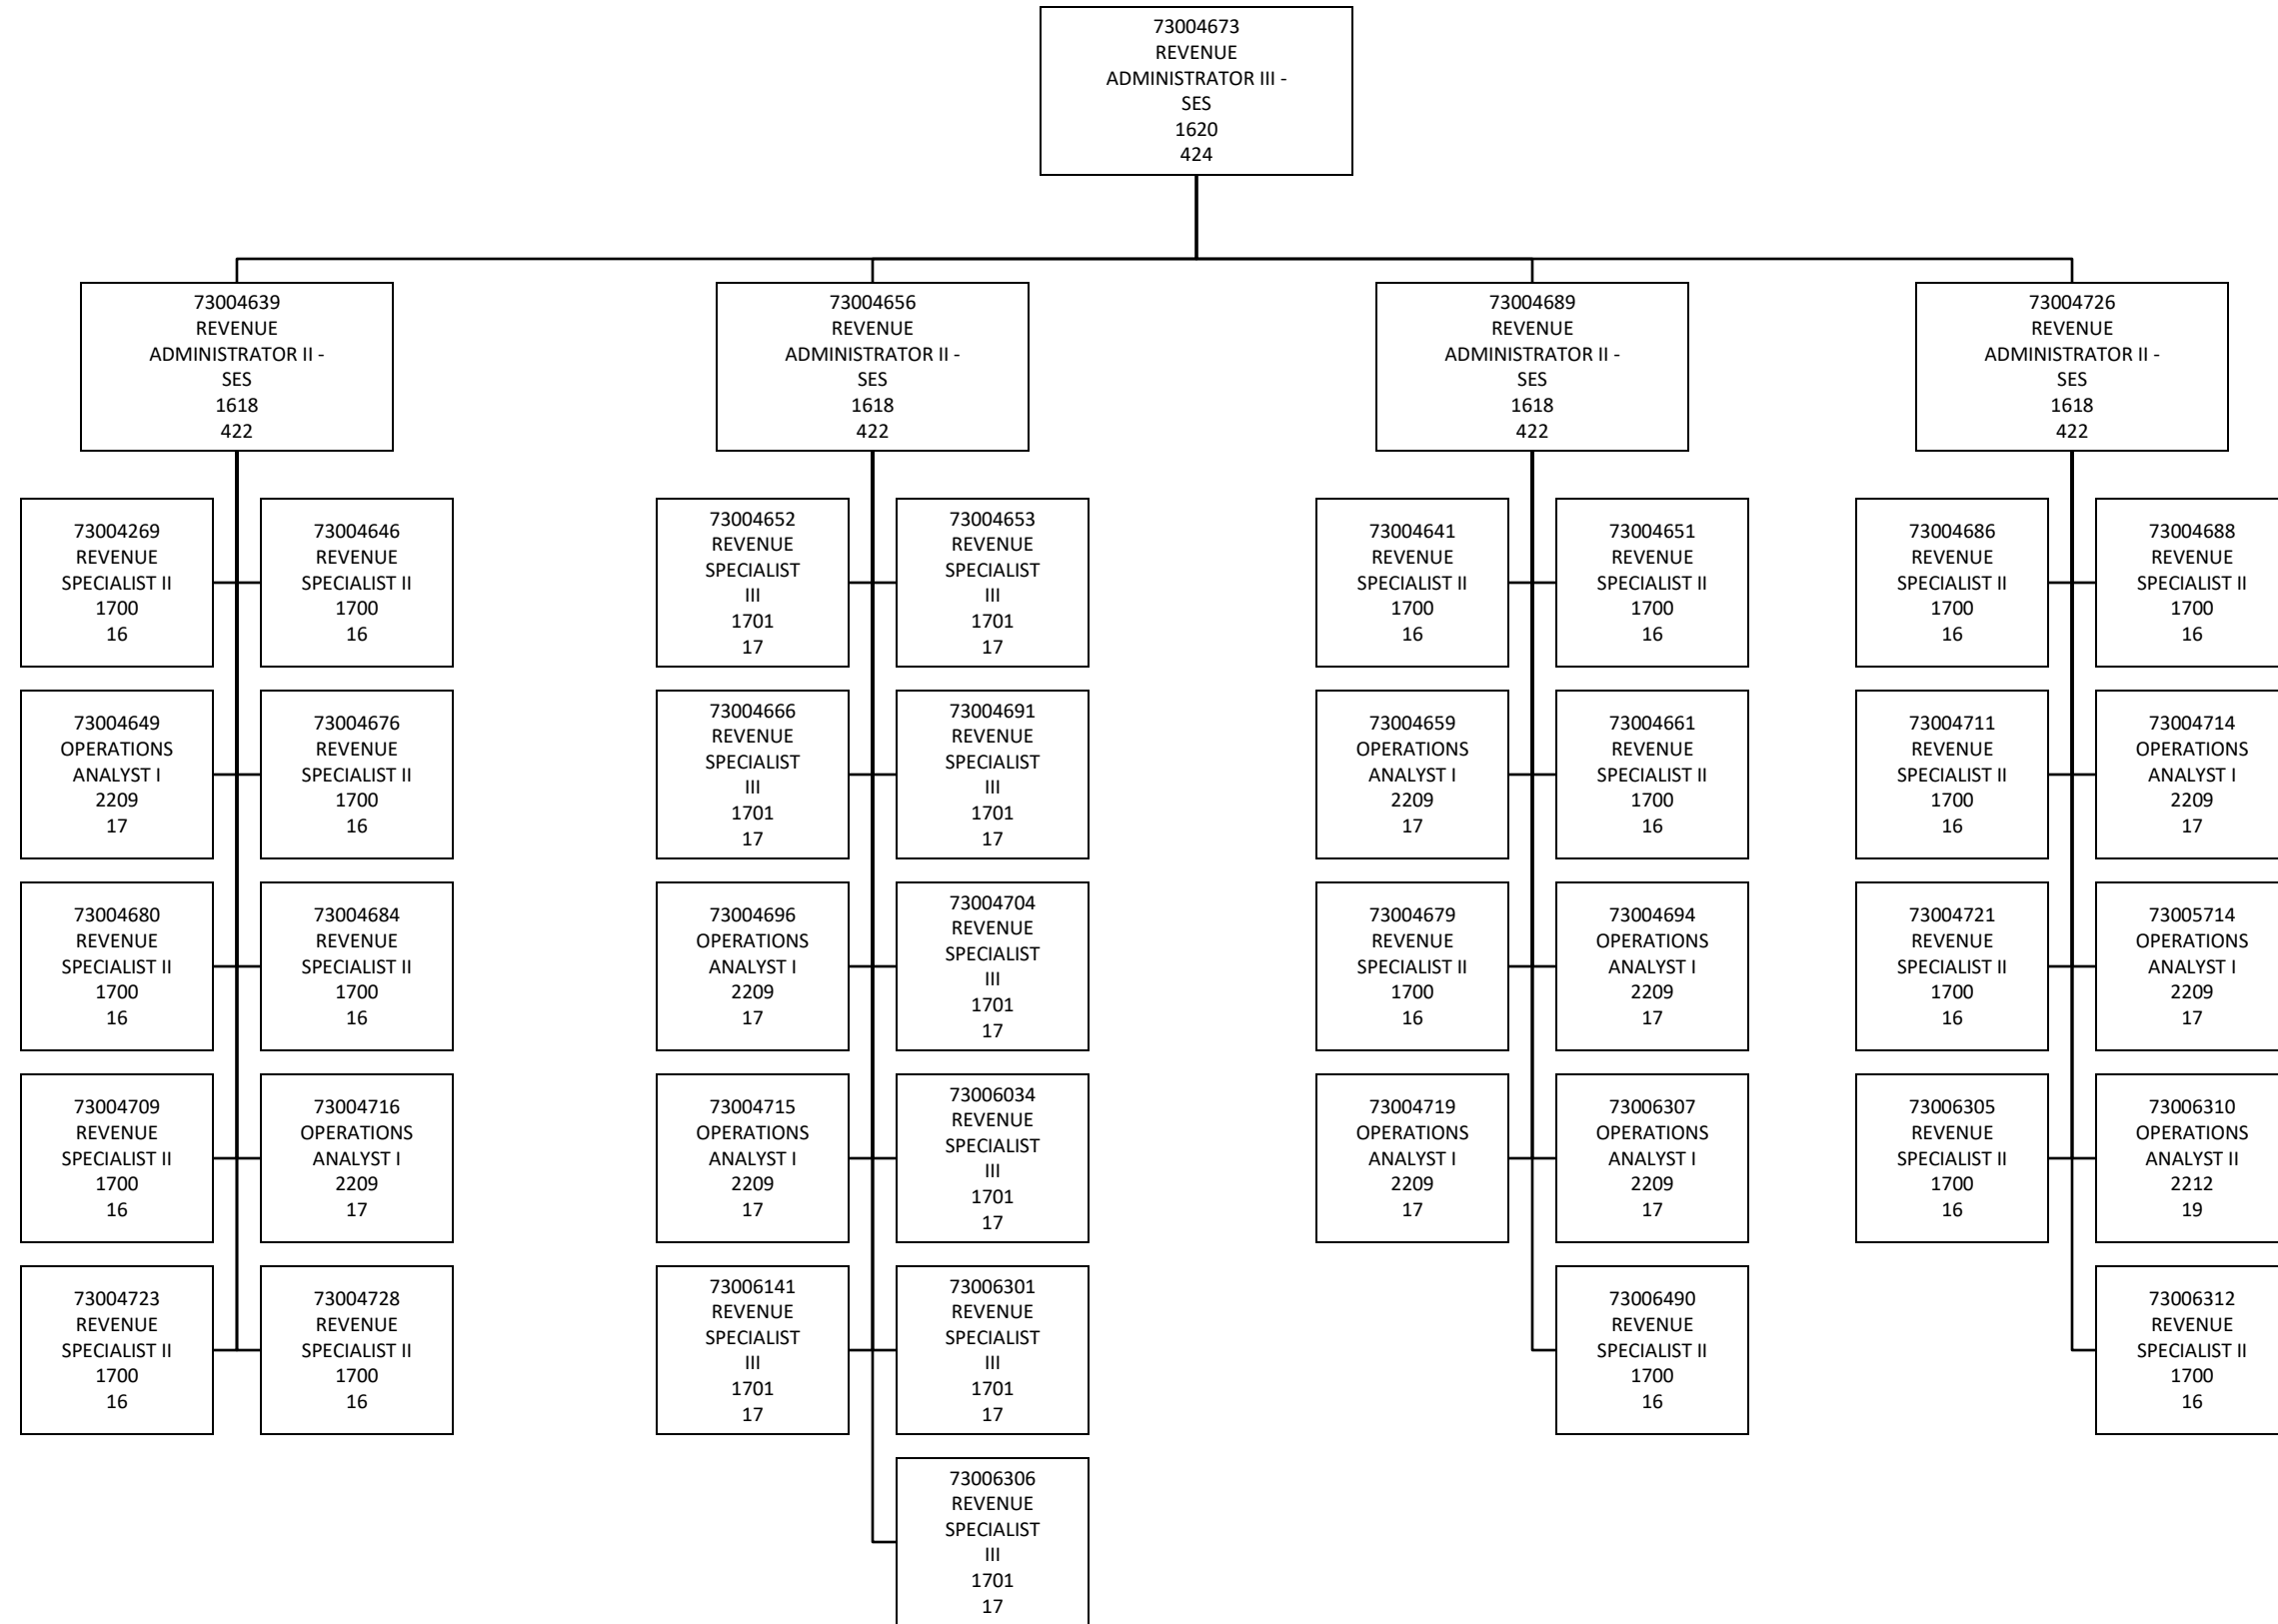 73004673
REVENUE
ADMINISTRATOR III -
SES
1620
424
73004639
REVENUE
ADMINISTRATOR II -
SES
1618
422
73004656
REVENUE
ADMINISTRATOR II -
SES
1618
422
73004689
REVENUE
ADMINISTRATOR II -
SES
1618
422
73004726
REVENUE
ADMINISTRATOR II -
SES
1618
422
73004269
REVENUE
SPECIALIST II
1700
16
73004646
REVENUE
SPECIALIST II
1700
16
73004652
REVENUE
SPECIALIST
III
1701
17
73004653
REVENUE
SPECIALIST
III
1701
17
73004641
REVENUE
SPECIALIST II
1700
16
73004651
REVENUE
SPECIALIST II
1700
16
73004686
REVENUE
SPECIALIST II
1700
16
73004688
REVENUE
SPECIALIST II
1700
16
73004649
OPERATIONS
ANALYST I
2209
17
73004676
REVENUE
SPECIALIST II
1700
16
73004666
REVENUE
SPECIALIST
III
1701
17
73004691
REVENUE
SPECIALIST
III
1701
17
73004659
OPERATIONS
ANALYST I
2209
17
73004661
REVENUE
SPECIALIST II
1700
16
73004711
REVENUE
SPECIALIST II
1700
16
73004714
OPERATIONS
ANALYST I
2209
17
73004680
REVENUE
SPECIALIST II
1700
16
73004684
REVENUE
SPECIALIST II
1700
16
73004696
OPERATIONS
ANALYST I
2209
17
73004704
REVENUE
SPECIALIST
III
1701
17
73004679
REVENUE
SPECIALIST II
1700
16
73004694
OPERATIONS
ANALYST I
2209
17
73004721
REVENUE
SPECIALIST II
1700
16
73005714
OPERATIONS
ANALYST I
2209
17
73004709
REVENUE
SPECIALIST II
1700
16
73004716
OPERATIONS
ANALYST I
2209
17
73004715
OPERATIONS
ANALYST I
2209
17
73006034
REVENUE
SPECIALIST
III
1701
17
73004719
OPERATIONS
ANALYST I
2209
17
73006307
OPERATIONS
ANALYST I
2209
17
73006305
REVENUE
SPECIALIST II
1700
16
73006310
OPERATIONS
ANALYST II
2212
19
73004723
REVENUE
SPECIALIST II
1700
16
73004728
REVENUE
SPECIALIST II
1700
16
73006141
REVENUE
SPECIALIST
III
1701
17
73006301
REVENUE
SPECIALIST
III
1701
17
73006490
REVENUE
SPECIALIST II
1700
16
73006312
REVENUE
SPECIALIST II
1700
16
73006306
REVENUE
SPECIALIST
III
1701
17